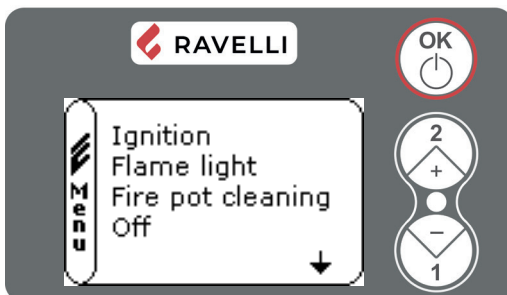 RAVELLI
OK
Menu
Ignition
Flame light
Fire pot cleaning
Off
2
+
−
1